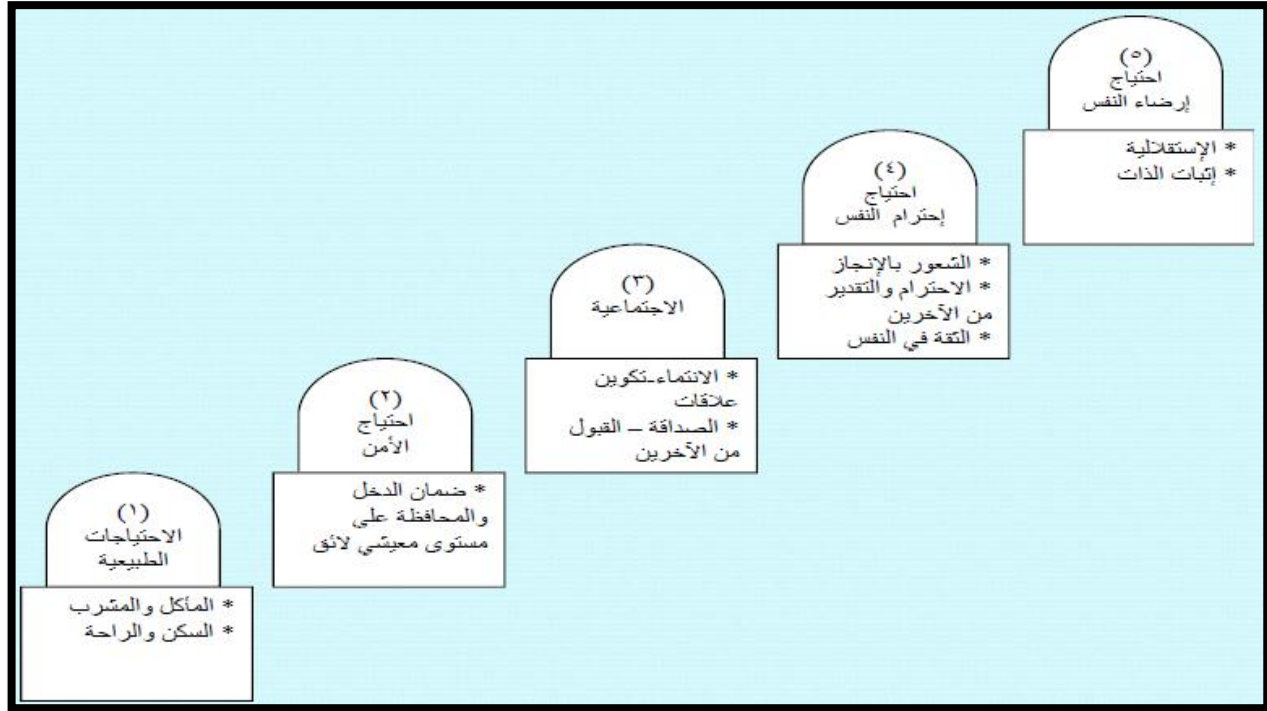 (١)
الاحتياجات
الطبيعية
* المأكل والمشرب
* السكن والراحة
(٢)
احتياج
الأمن
* ضمان الدخل
والمحافظة على
مستوى معيشي لائق
(٣)
الاجتماعية
* الانتماء-تكوين
علاقات
* الصداقة – القبول
من الآخرين
(٤)
احتياج
إحترام النفس
* الشعور بالإنجاز
* الاحترام والتقدير
من الآخرين
* الثقة في النفس
(٥)
احتياج
إرضاء النفس
* الإستقلالية
* إثبات الذات